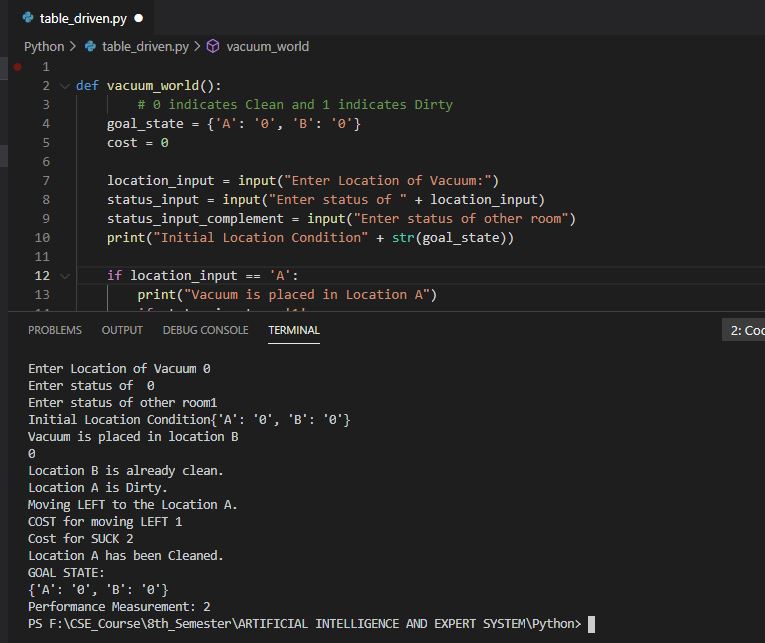 table_driven.py ●
Python > table_driven.py > vacuum_world
1
2 def vacuum_world():
3 # 0 indicates Clean and 1 indicates Dirty
4 goal_state = {'A': '0', 'B': '0'}
5 cost = 0
6
7 location_input = input("Enter Location of Vacuum:")
8 status_input = input("Enter status of " + location_input)
9 status_input_complement = input("Enter status of other room")
10 print("Initial Location Condition" + str(goal_state))
11
12 if location_input == 'A':
13 print("Vacuum is placed in Location A")
PROBLEMS OUTPUT DEBUG CONSOLE TERMINAL 2: Coc
Enter Location of Vacuum 0
Enter status of  0
Enter status of other room1
Initial Location Condition{'A': '0', 'B': '0'}
Vacuum is placed in location B
0
Location B is already clean.
Location A is Dirty.
Moving LEFT to the Location A.
COST for moving LEFT 1
Cost for SUCK 2
Location A has been Cleaned.
GOAL STATE:
{'A': '0', 'B': '0'}
Performance Measurement: 2
PS F:\CSE_Course\8th_Semester\ARTIFICIAL INTELLIGENCE AND EXPERT SYSTEM\Python>